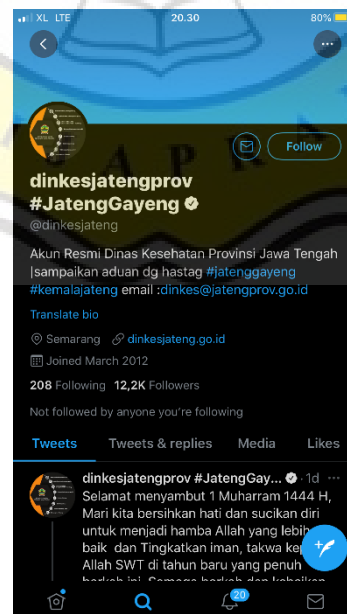 XL LTE 20.30 80%
Follow
dinkesjatengprov
#JatengGayeng
@dinkesjateng
Akun Resmi Dinas Kesehatan Provinsi Jawa Tengah
|sampaikan aduan dg hastag #jatenggayeng
#kemalajateng email :dinkes@jatengprov.go.id
Translate bio
Semarang dinkesjateng.go.id
Joined March 2012
208 Following 12,2K Followers
Not followed by anyone you're following
Tweets Tweets & replies Media Likes
dinkesjatengprov #JatengGay... · 1d
Selamat menyambut 1 Muharram 1444 H,
Mari kita bersihkan hati dan sucikan diri
untuk menjadi hamba Allah yang lebih
baik dan Tingkatkan iman, takwa
Allah SWT di tahun baru yang penuh
20